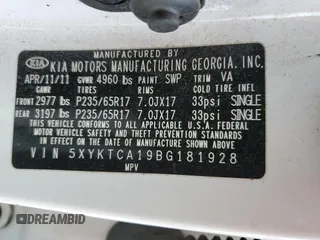 MANUFACTURED BY
KIA KIA MOTORS MANUFACTURING GEORGIA, INC.
APR/11/11 GVWR 4960 lbs PAINT SWP TRIM VA
GAWR TIRE RIM COLD TIRE INFL
FRONT 2977 lbs P235/65R17 7.0JX17 33psi SINGLE
REAR 3197 lbs P235/65R17 7.0JX17 33psi SINGLE
THIS VEHICLE CONFORMS TO ALL APPLICABLE FEDERAL
MOTOR VEHICLE SAFETY AND THEFT PREVENTION STANDARDS
IN EFFECT ON THE DATE OF MANUFACTURE SHOWN ABOVE.
VIN 5XYKTCA19BG181928
MPV
© DREAMBID